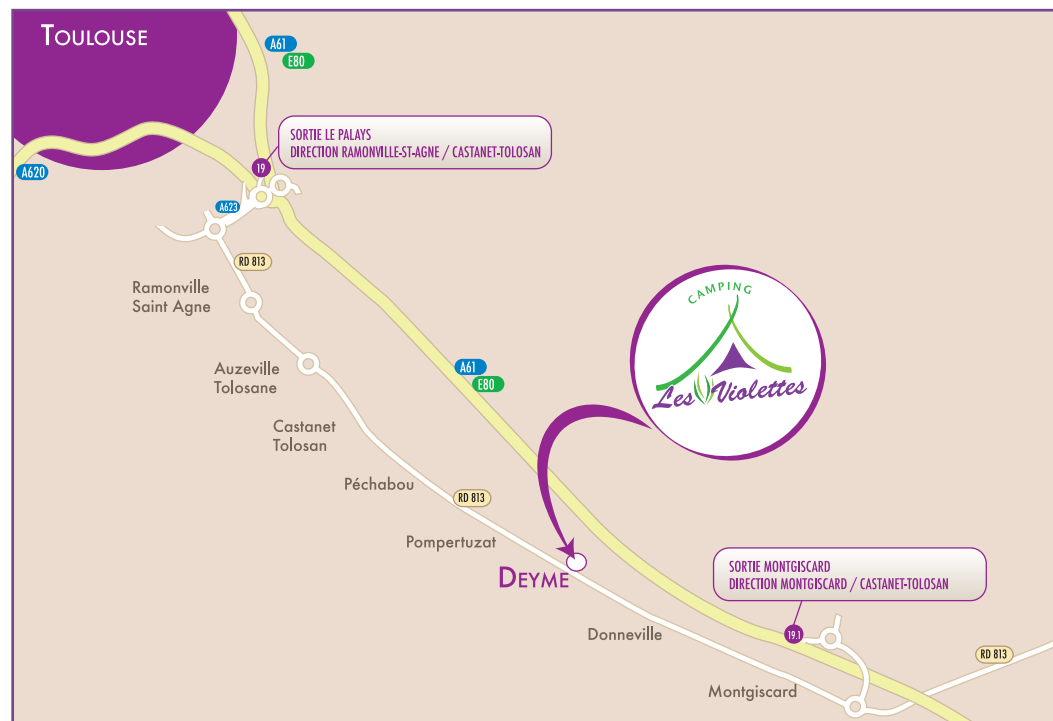 TOULOUSE
A61
E80
SORTIE LE PALAYS
DIRECTION RAMONVILLE-ST-AGNE / CASTANET-TOLOSAN
19
A620
A623
RD 813
Ramonville
Saint Agne
CAMPING
Les Violettes
Auzeville
Tolosane
A61
E80
Castanet
Tolosan
Péchabou
RD 813
Pompertuzat
DEYME
SORTIE MONTGISCARD
DIRECTION MONTGISCARD / CASTANET-TOLOSAN
19.1
Donneville
RD 813
Montgiscard